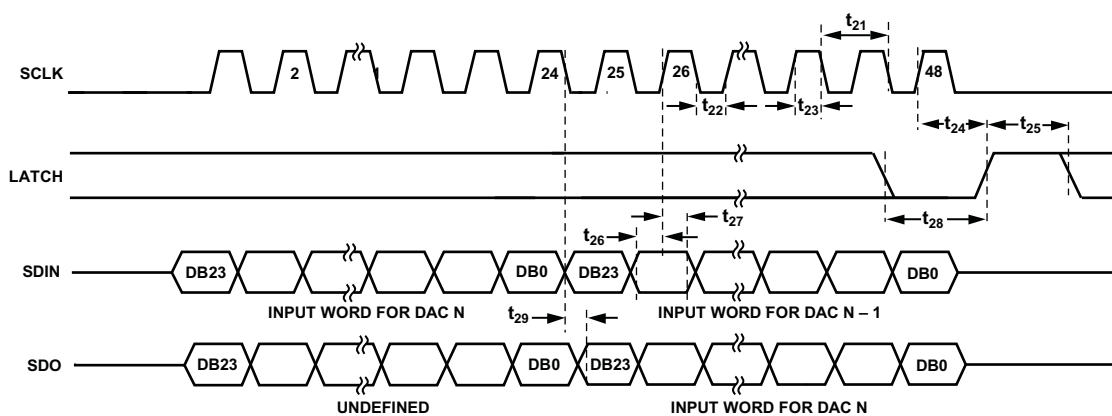 t21
SCLK
2
24
25
26
48
t22
t23
t24
t25
LATCH
t28
t27
t26
SDIN
DB23
DB0
DB23
DB0
INPUT WORD FOR DAC N
INPUT WORD FOR DAC N – 1
t29
SDO
DB23
DB0
DB23
DB0
UNDEFINED
INPUT WORD FOR DAC N